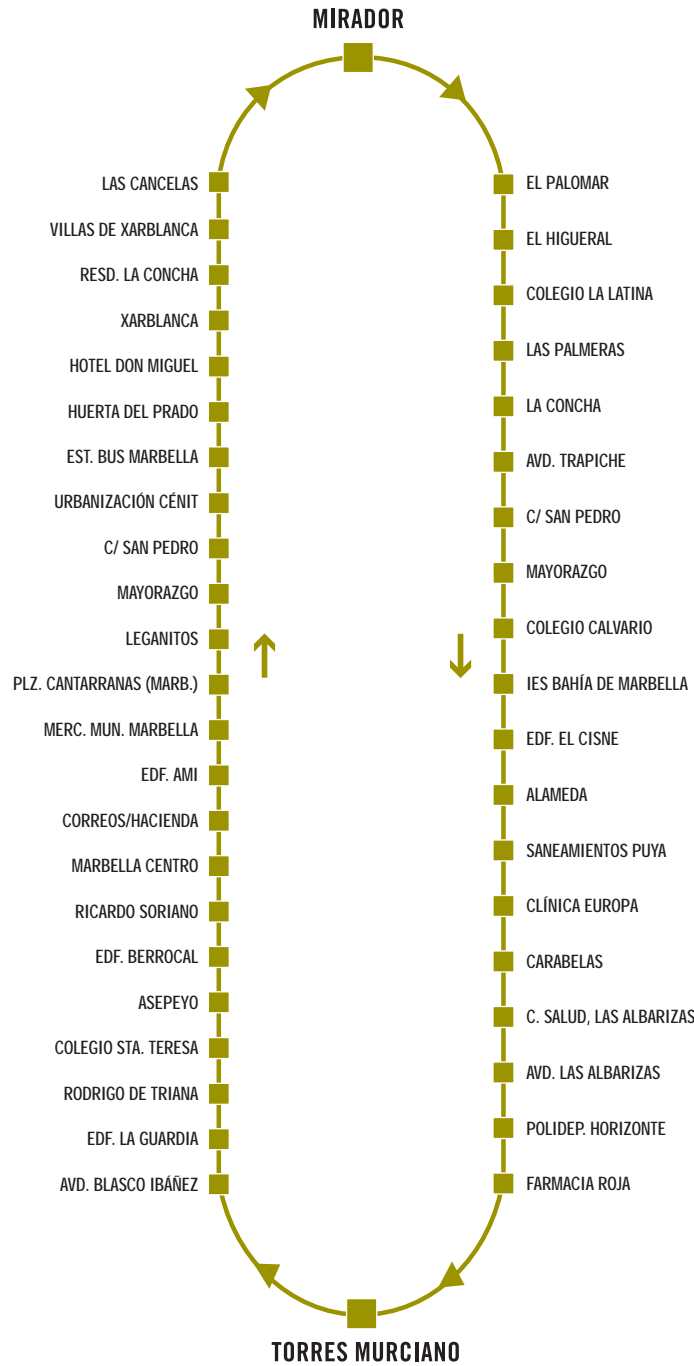 MIRADOR
LAS CANCELAS
VILLAS DE XARBLANCA
RESD. LA CONCHA
XARBLANCA
HOTEL DON MIGUEL
HUERTA DEL PRADO
EST. BUS MARBELLA
URBANIZACIÓN CÉNIT
C/ SAN PEDRO
MAYORAZGO
LEGANITOS
PLZ. CANTARRANAS (MARB.)
MERC. MUN. MARBELLA
EDF. AMI
CORREOS/HACIENDA
MARBELLA CENTRO
RICARDO SORIANO
EDF. BERROCAL
ASEPEYO
COLEGIO STA. TERESA
RODRIGO DE TRIANA
EDF. LA GUARDIA
AVD. BLASCO IBÁÑEZ
EL PALOMAR
EL HIGUERAL
COLEGIO LA LATINA
LAS PALMERAS
LA CONCHA
AVD. TRAPICHE
C/ SAN PEDRO
MAYORAZGO
COLEGIO CALVARIO
IES BAHÍA DE MARBELLA
EDF. EL CISNE
ALAMEDA
SANEAMIENTOS PUYA
CLÍNICA EUROPA
CARABELAS
C. SALUD, LAS ALBARIZAS
AVD. LAS ALBARIZAS
POLIDEP. HORIZONTE
FARMACIA ROJA
TORRES MURCIANO